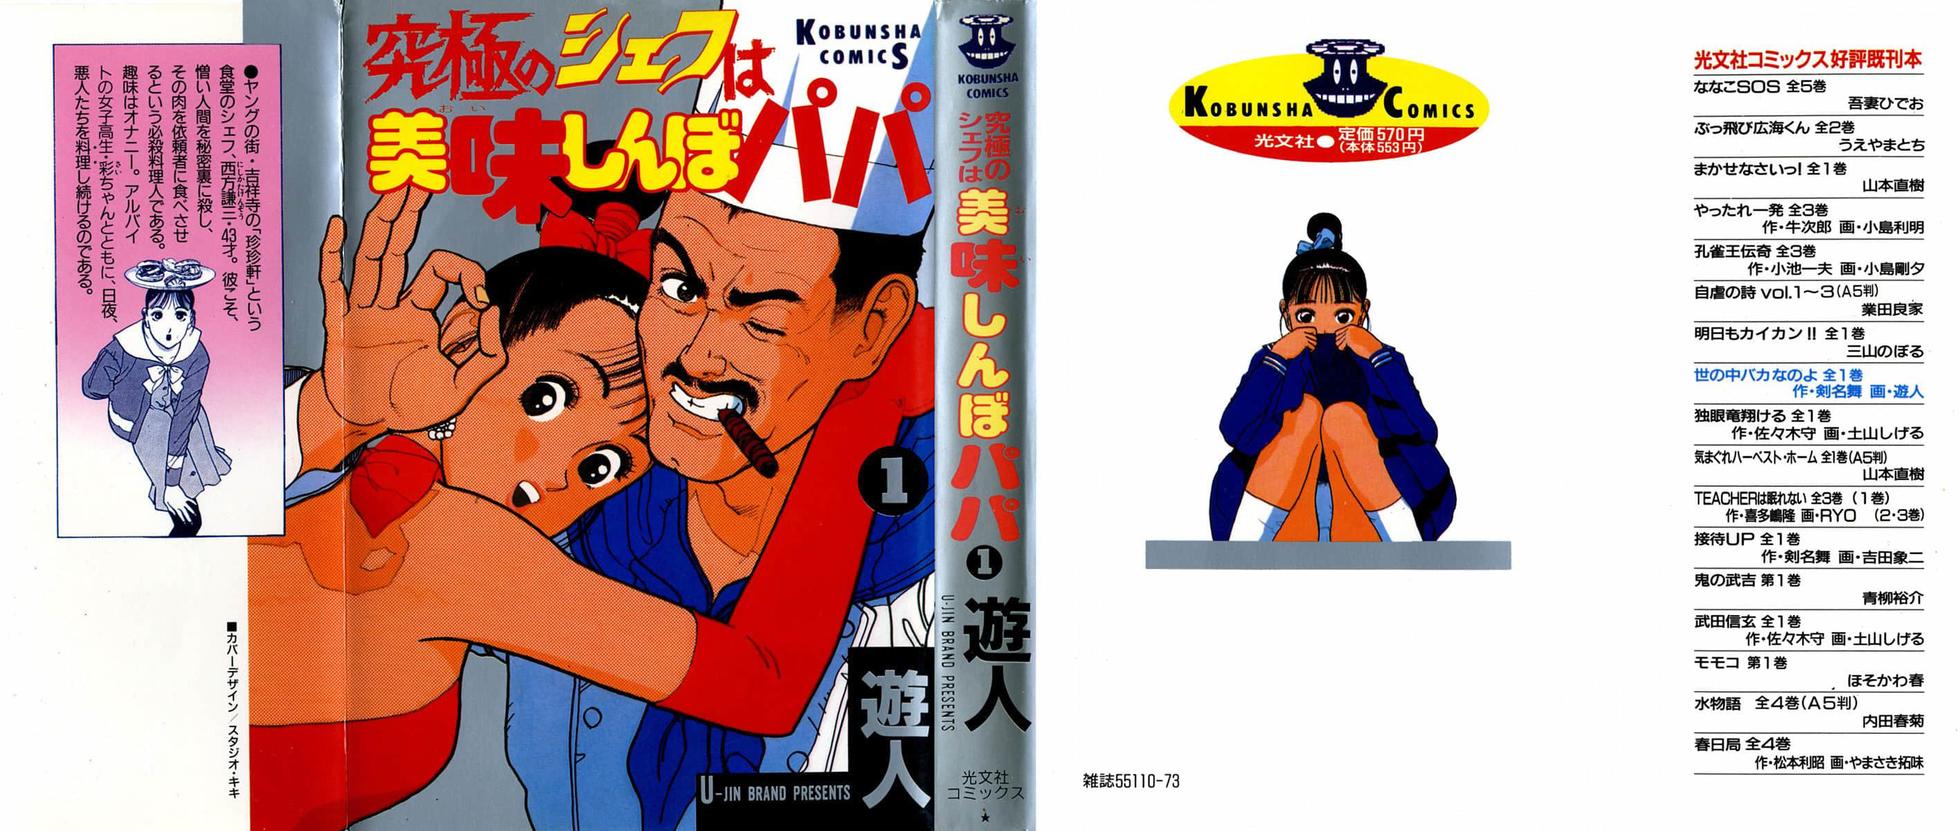 ●ヤングの街・吉祥寺の「珍珍軒」という
食堂のシェフ、西方謙三・43才。彼こそ、
憎い人間を秘密裏に殺し、
その肉を依頼者に食べさせ
るという必殺料理人である。
趣味はオナニー。アルバイ
トの女子高生・彩ちゃんとともに、日夜、
悪人たちを料理し続けるのである。
にしかたけんぞう
さい
■カバーデザイン/スタジオ・キキ
究極のシェフは
美味しんぼ
おい
パパ
KOBUNSHA
COMICS
1
遊人
U-JIN BRAND PRESENTS
KOBUNSHA
COMICS
究極の
シェフは
美味しんぼパパ
おい
1
遊人
U-JIN BRAND PRESENTS
光文社
コミックス
★
KOBUNSHA COMICS
光文社●定価570円
(本体553円)
雑誌55110-73
光文社コミックス好評既刊本
ななこSOS 全5巻
吾妻ひでお
ぶっ飛び広海くん 全2巻
うえやまとち
まかせなさいっ! 全1巻
山本直樹
やったれ一発 全3巻
作・牛次郎 画・小島利明
孔雀王伝奇 全3巻
作・小池一夫 画・小島剛夕
自虐の詩 vol.1〜3(A5判)
業田良家
明日もカイカン!! 全1巻
三山のぼる
世の中バカなのよ 全1巻
作・剣名舞 画・遊人
独眼竜翔ける 全1巻
作・佐々木守 画・土山しげる
気まぐれハーベスト・ホーム 全1巻(A5判)
山本直樹
TEACHERは眠れない 全3巻 (1巻)
作・喜多嶋隆 画・RYO (2・3巻)
接待UP 全1巻
作・剣名舞 画・吉田象二
鬼の武吉 第1巻
青柳裕介
武田信玄 全1巻
作・佐々木守 画・土山しげる
モモコ 第1巻
ほそかわ春
水物語 全4巻(A5判)
内田春菊
春日局 全4巻
作・松本利昭 画・やまさき拓味